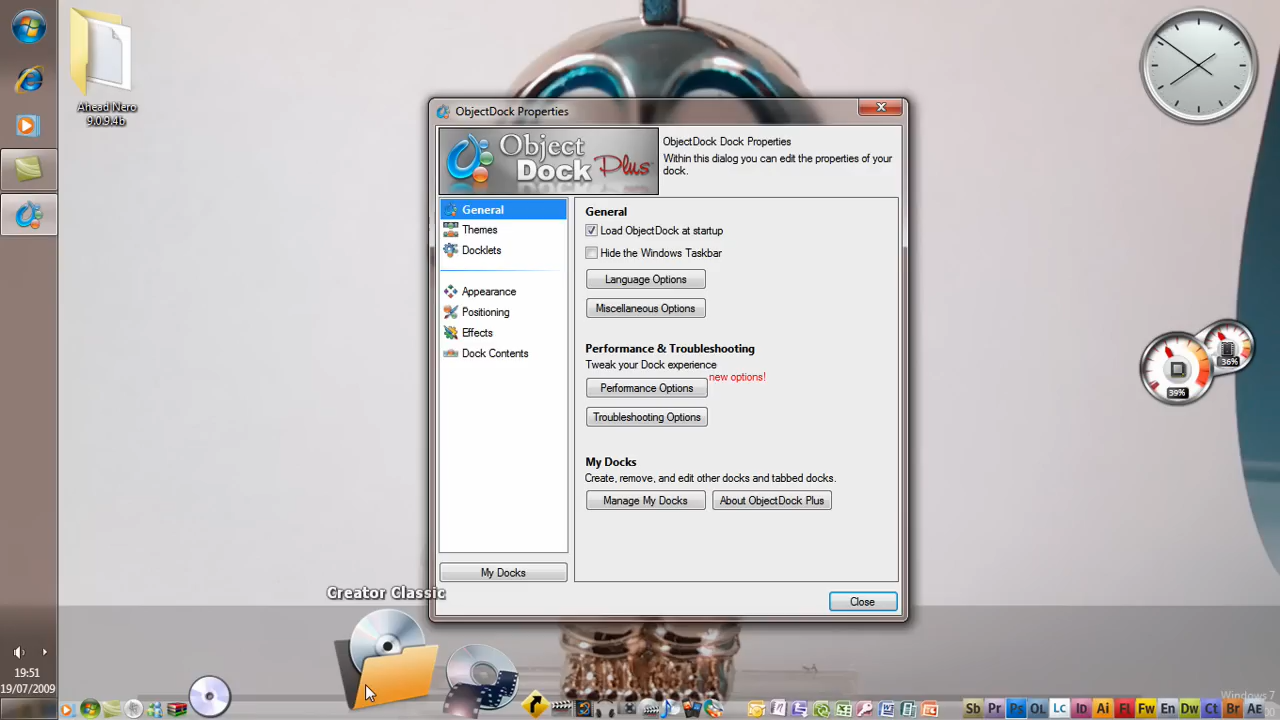 Ahead Nero
9.0.9.4b
ObjectDock Properties
Object
Dock Plus
ObjectDock Dock Properties
Within this dialog you can edit the properties of your
dock.
General
Themes
Docklets
Appearance
Positioning
Effects
Dock Contents
My Docks
General
Load ObjectDock at startup
Hide the Windows Taskbar
Language Options
Miscellaneous Options
Performance & Troubleshooting
Tweak your Dock experience
new options!
Performance Options
Troubleshooting Options
My Docks
Create, remove, and edit other docks and tabbed docks.
Manage My Docks
About ObjectDock Plus
Close
36%
39%
Creator Classic
19:51
19/07/2009
Windows 7
Sb Pr Ps OL Lc Id Ai Fl Fw En Dw Ct Br AE